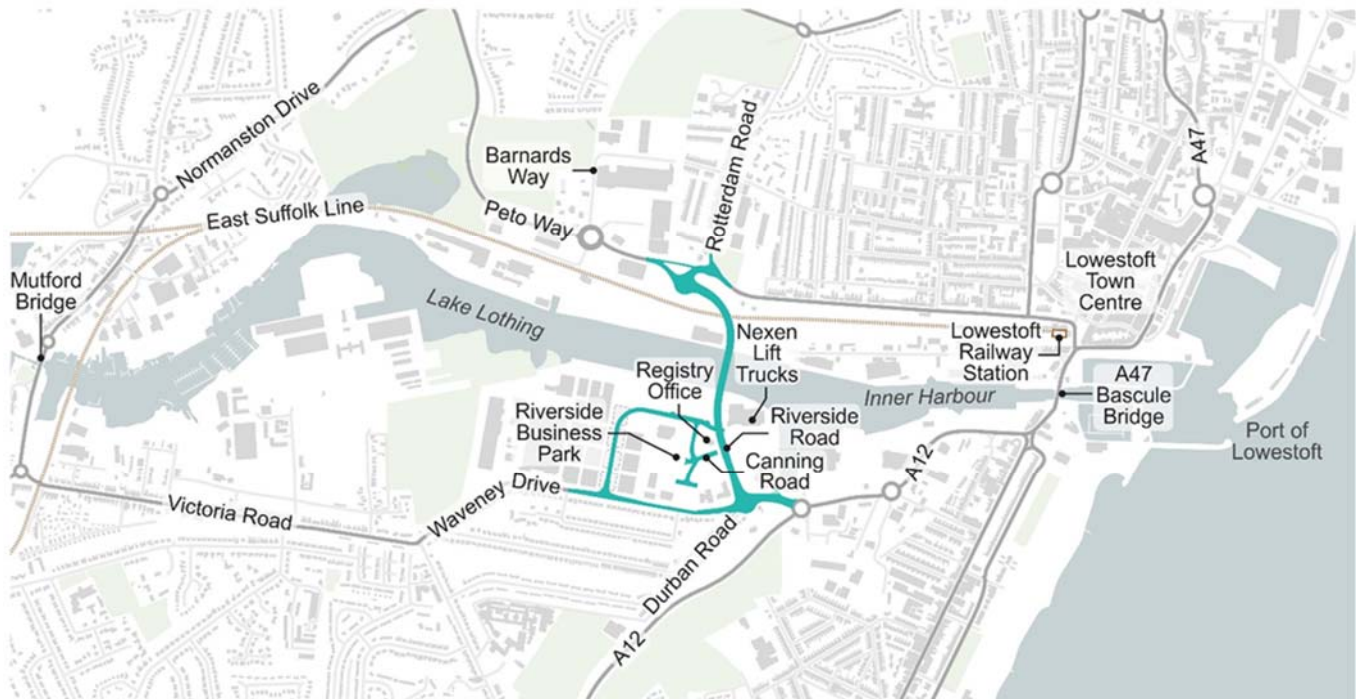 Normanston Drive
Barnards
Way
Rotterdam Road
A47
East Suffolk Line
Peto Way
Mutford
Bridge
Lake Lothing
Lowestoft
Town
Centre
Nexen
Lift
Trucks
Lowestoft
Railway
Station
Registry
Office
Inner Harbour
A47
Bascule
Bridge
Riverside
Business
Park
Riverside
Road
Canning
Road
Port of
Lowestoft
A12
Victoria Road
Waveney Drive
Durban Road
A12